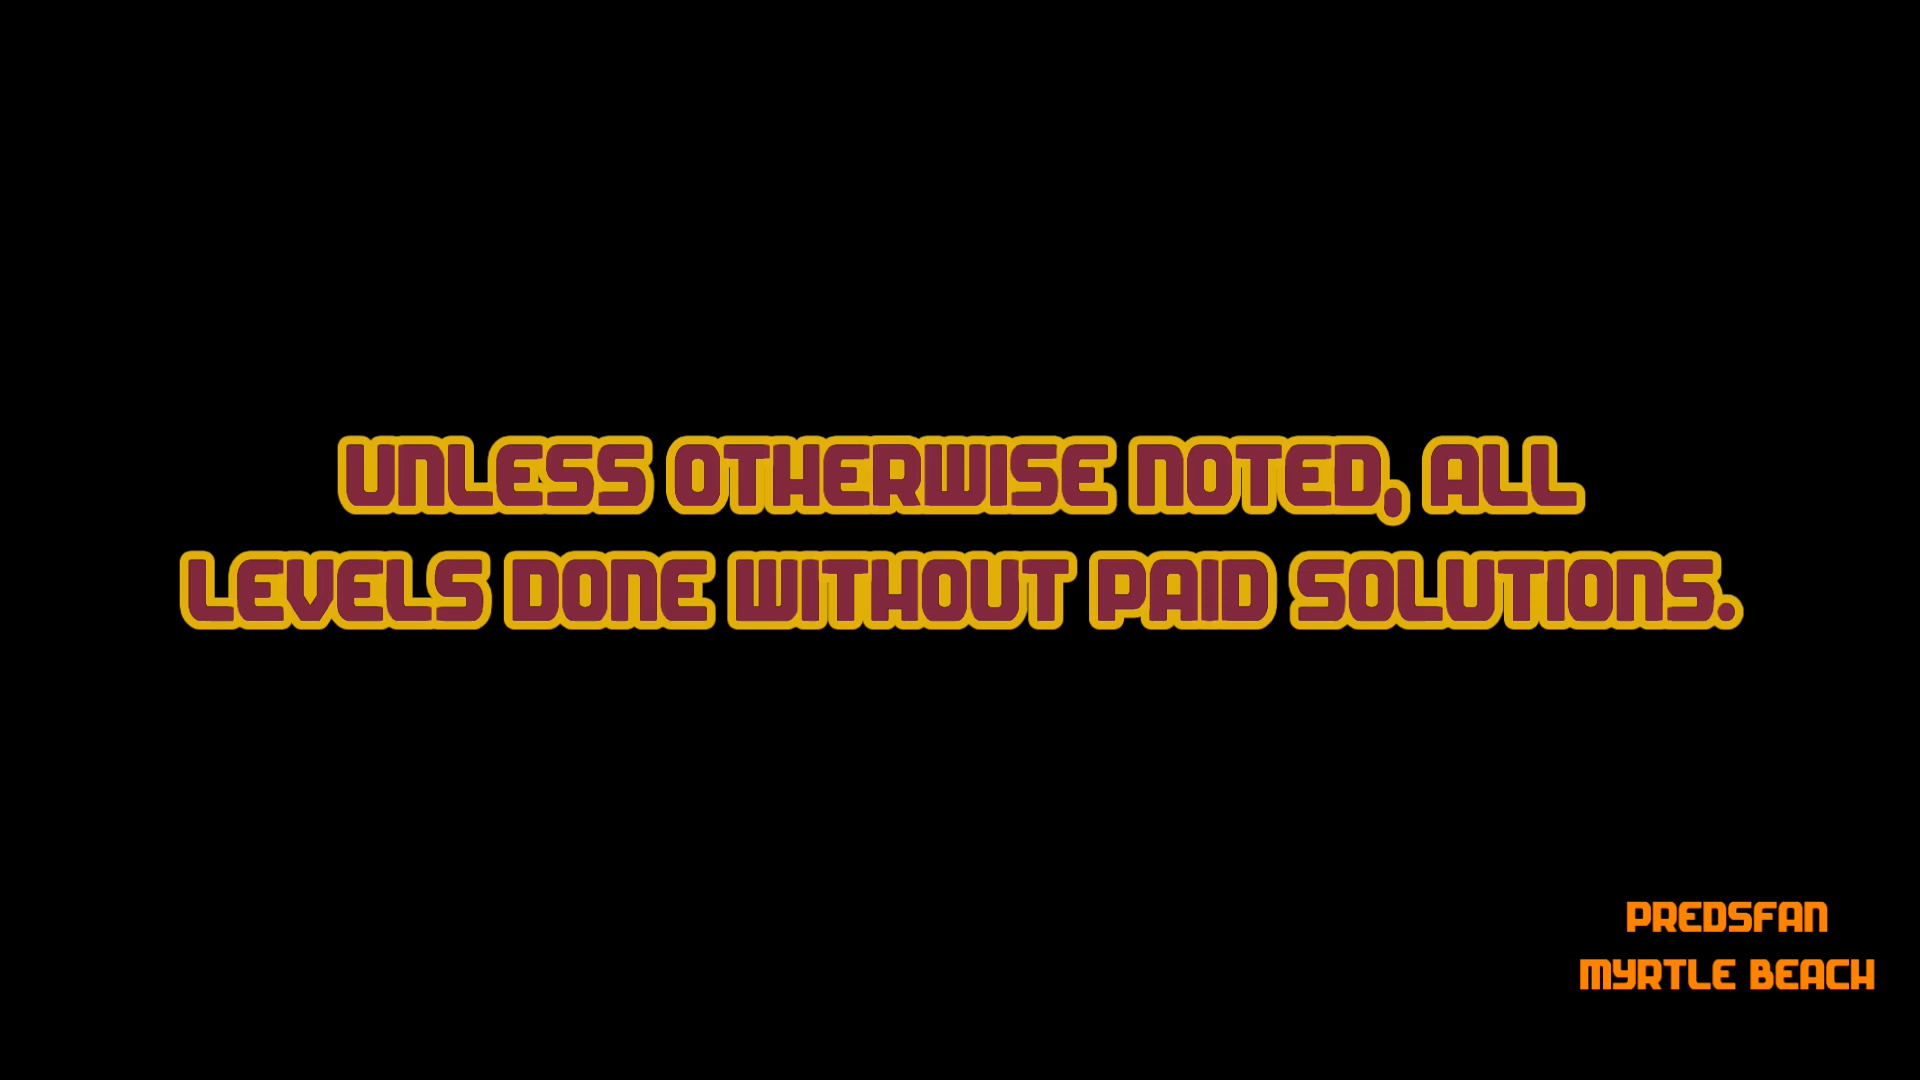 UNLESS OTHERWISE NOTED, ALL
LEVELS DONE WITHOUT PAID SOLUTIONS.
PREDSFAN
MYRTLE BEACH